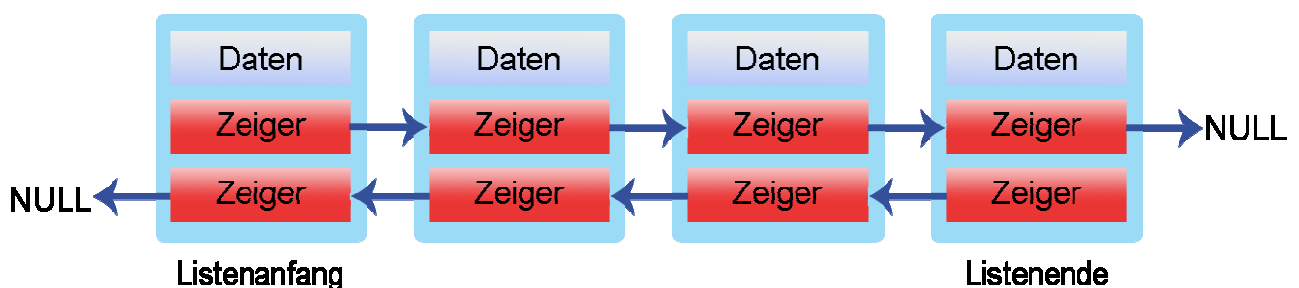 Daten Daten Daten Daten
Zeiger Zeiger Zeiger Zeiger NULL
NULL Zeiger Zeiger Zeiger Zeiger
Listenanfang Listenende